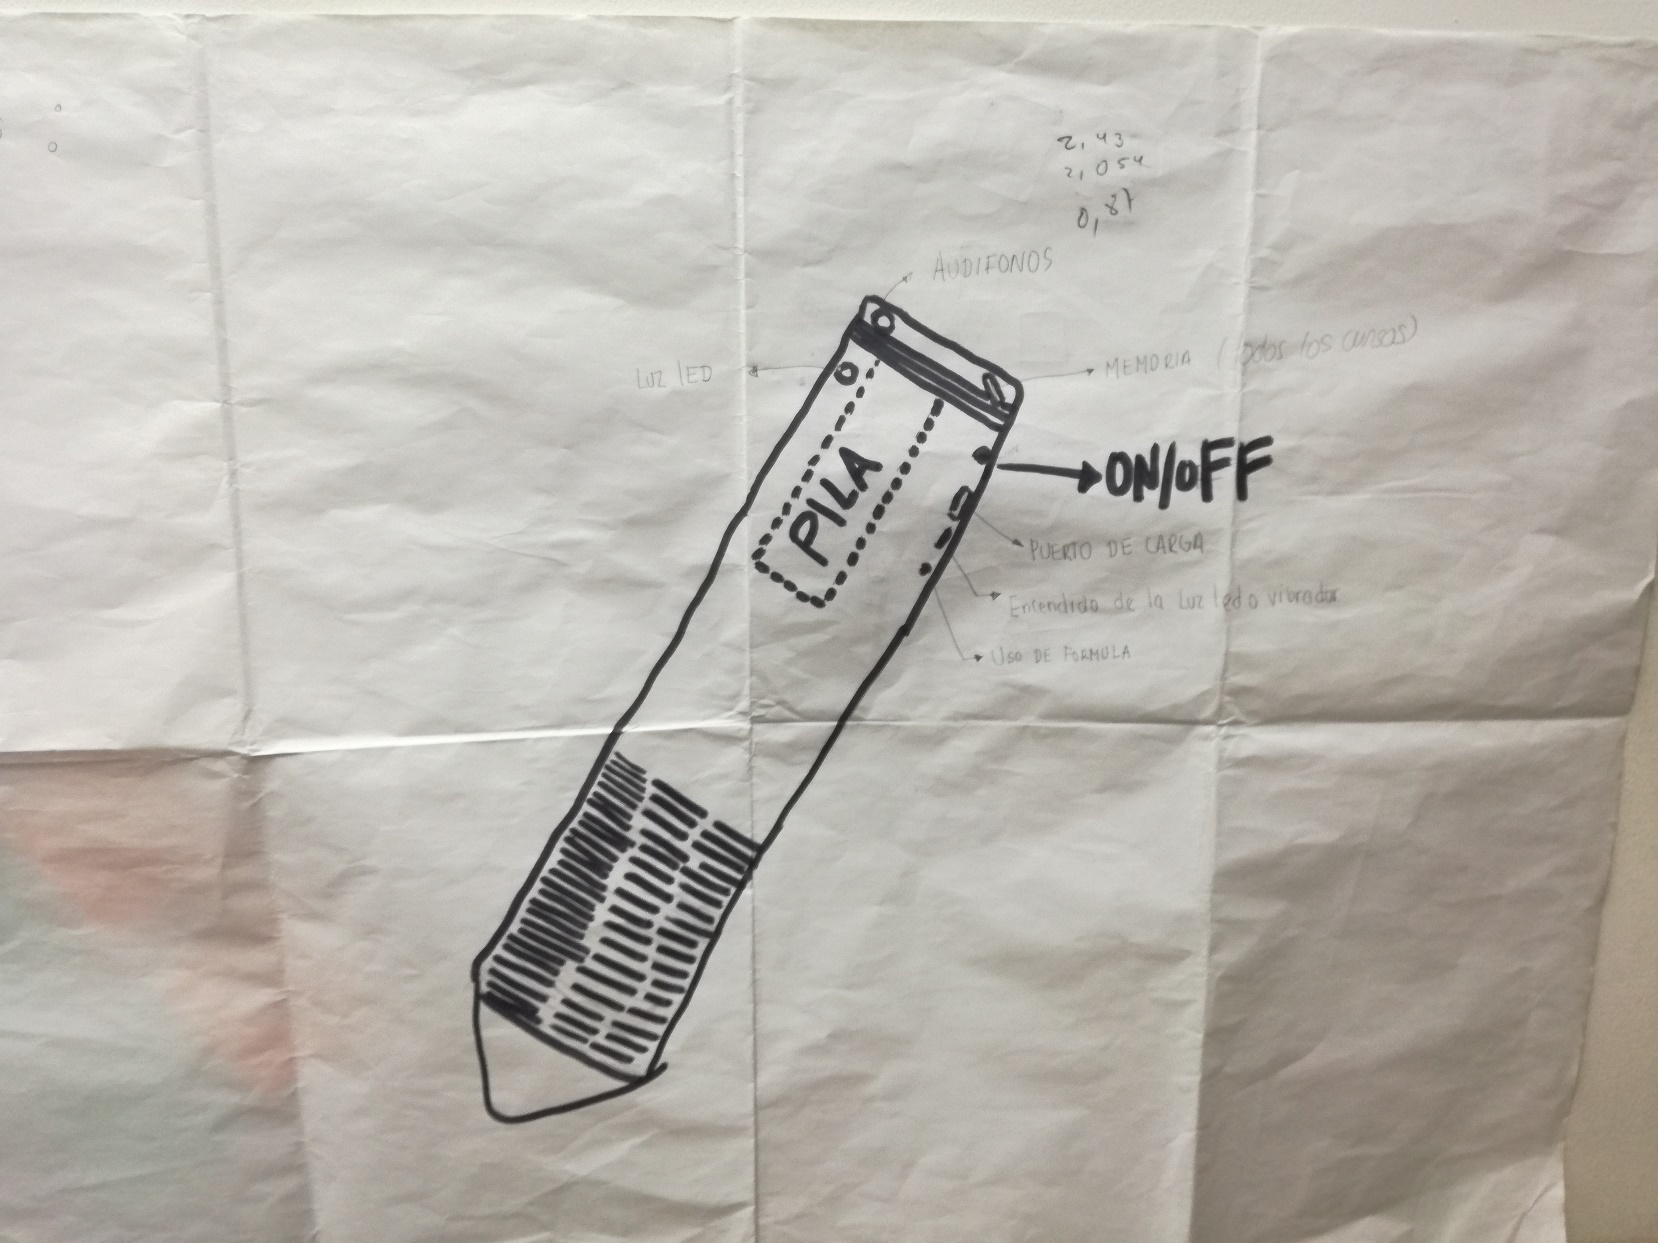 2,43
2,054
0,87
AUDIFONOS
LUZ lED
MEMORIA (todos los cursos)
PILA
ON/OFF
PUERTO DE CARGA
Encendido de la Luz led o vibrador
USO DE FORMULA